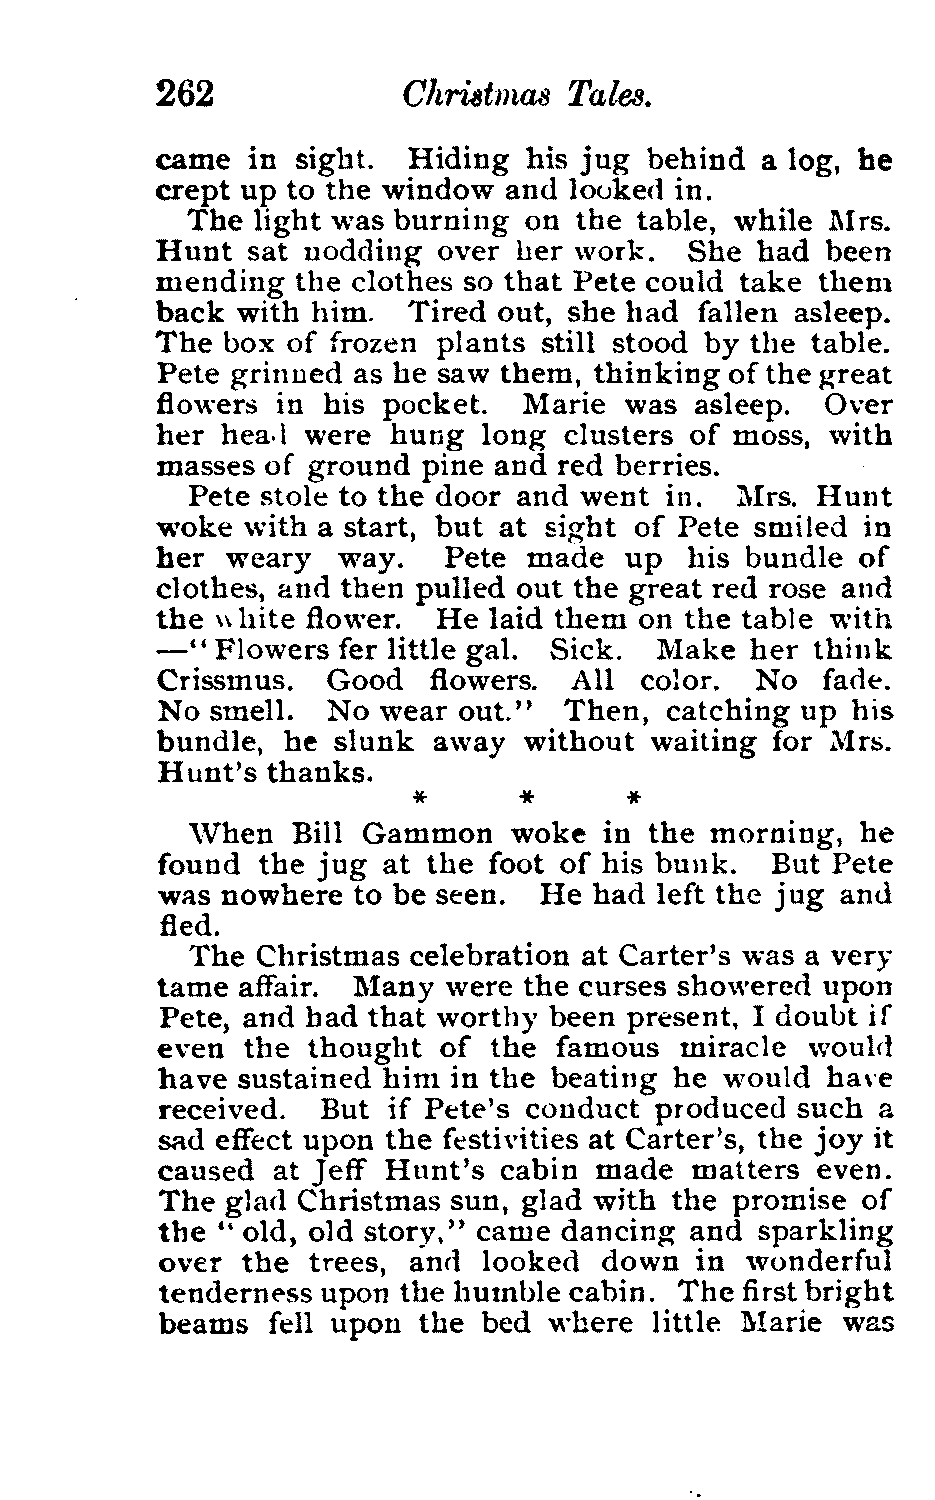 262 Christmas Tales.
came in sight. Hiding his jug behind a log, he
crept up to the window and looked in.
The light was burning on the table, while Mrs.
Hunt sat nodding over her work. She had been
mending the clothes so that Pete could take them
back with him. Tired out, she had fallen asleep.
The box of frozen plants still stood by the table.
Pete grinned as he saw them, thinking of the great
flowers in his pocket. Marie was asleep. Over
her head were hung long clusters of moss, with
masses of ground pine and red berries.
Pete stole to the door and went in. Mrs. Hunt
woke with a start, but at sight of Pete smiled in
her weary way. Pete made up his bundle of
clothes, and then pulled out the great red rose and
the white flower. He laid them on the table with
—"Flowers fer little gal. Sick. Make her think
Crissmus. Good flowers. All color. No fade.
No smell. No wear out." Then, catching up his
bundle, he slunk away without waiting for Mrs.
Hunt's thanks.
* * *
When Bill Gammon woke in the morning, he
found the jug at the foot of his bunk. But Pete
was nowhere to be seen. He had left the jug and
fled.
The Christmas celebration at Carter's was a very
tame affair. Many were the curses showered upon
Pete, and had that worthy been present, I doubt if
even the thought of the famous miracle would
have sustained him in the beating he would have
received. But if Pete's conduct produced such a
sad effect upon the festivities at Carter's, the joy it
caused at Jeff Hunt's cabin made matters even.
The glad Christmas sun, glad with the promise of
the "old, old story," came dancing and sparkling
over the trees, and looked down in wonderful
tenderness upon the humble cabin. The first bright
beams fell upon the bed where little Marie was